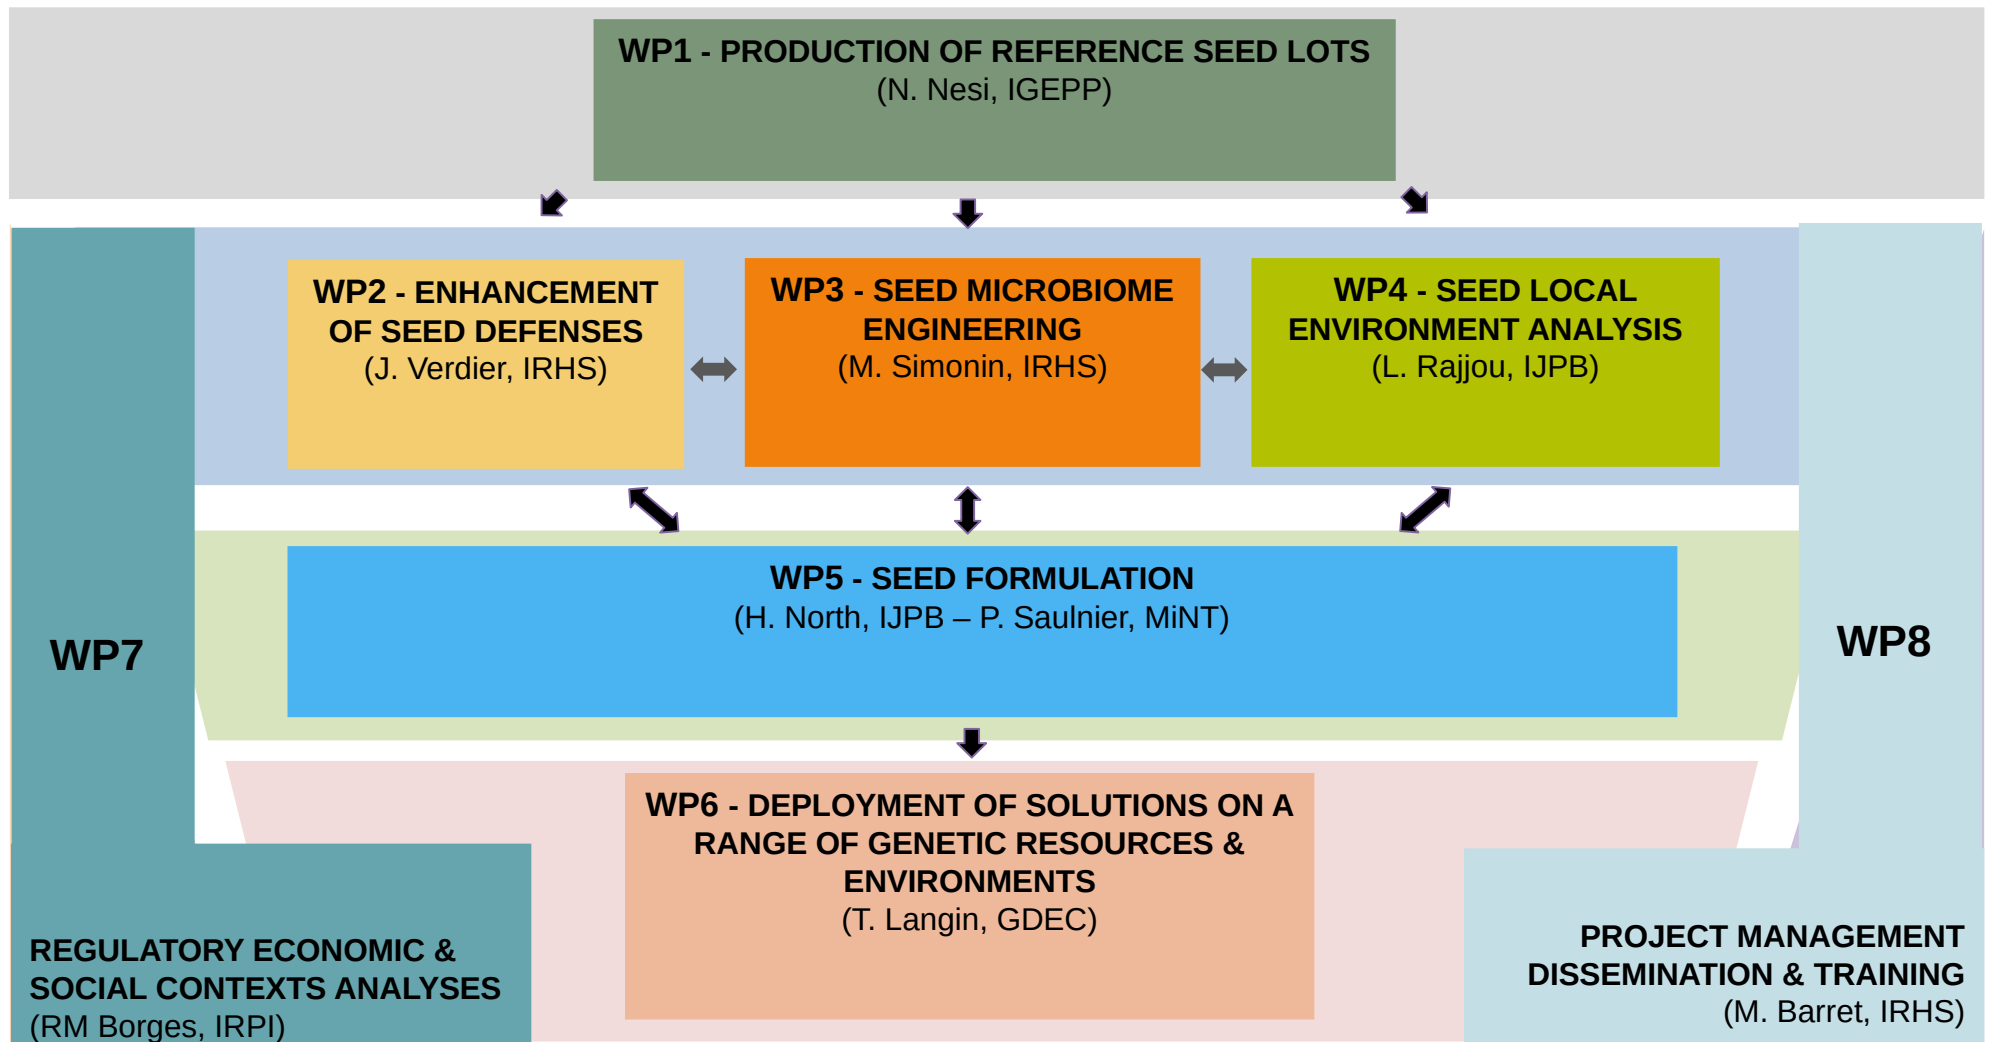 WP1 - PRODUCTION OF REFERENCE SEED LOTS
(N. Nesi, IGEPP)
WP2 - ENHANCEMENT
OF SEED DEFENSES
(J. Verdier, IRHS)
WP3 - SEED MICROBIOME
ENGINEERING
(M. Simonin, IRHS)
WP4 - SEED LOCAL
ENVIRONMENT ANALYSIS
(L. Rajjou, IJPB)
WP5 - SEED FORMULATION
(H. North, IJPB – P. Saulnier, MiNT)
WP7
WP8
WP6 - DEPLOYMENT OF SOLUTIONS ON A
RANGE OF GENETIC RESOURCES &
ENVIRONMENTS
(T. Langin, GDEC)
REGULATORY ECONOMIC &
SOCIAL CONTEXTS ANALYSES
(RM Borges, IRPI)
PROJECT MANAGEMENT
DISSEMINATION & TRAINING
(M. Barret, IRHS)